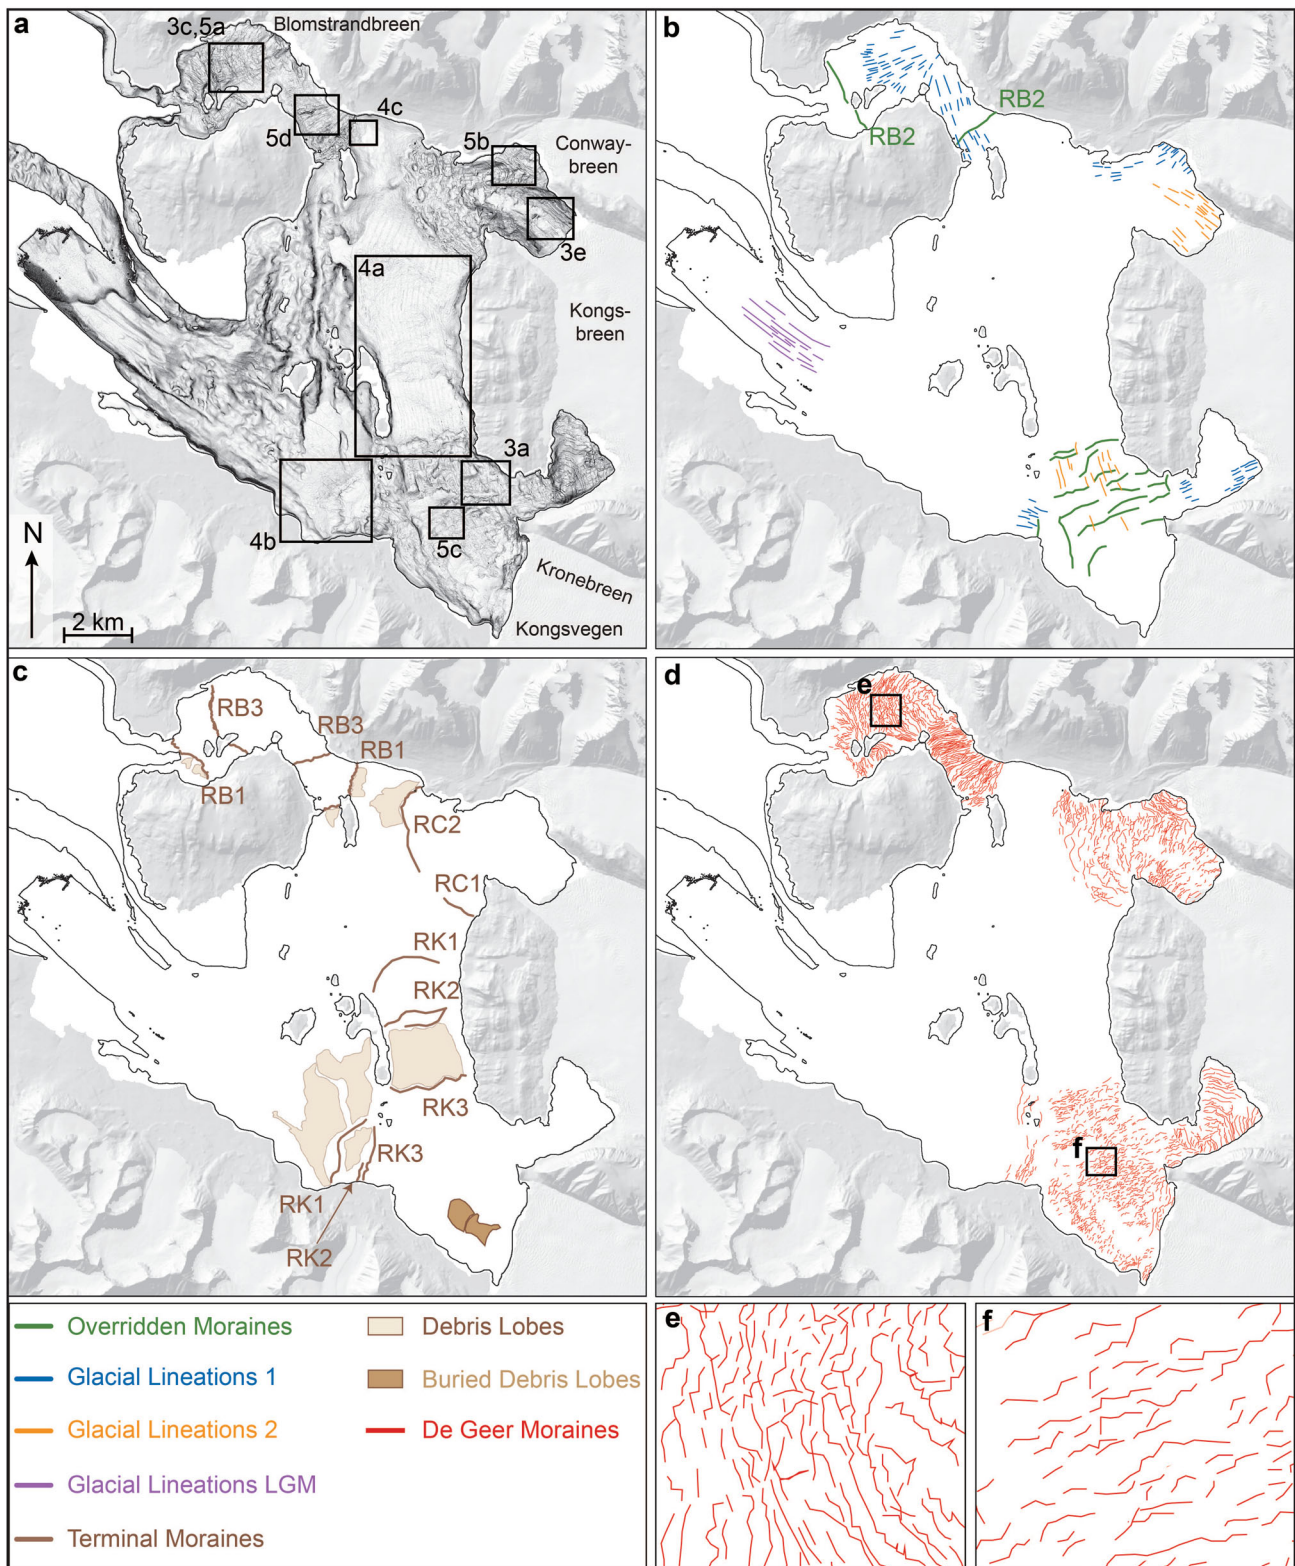 a
3c,5a
Blomstrandbreen
4c
5d
5b
Conway-
breen
3e
4a
Kongs-
breen
3a
4b
5c
N
2 km
Kronebreen
Kongsvegen
b
RB2
RB2
c
RB3
RB3
RB1
RB1
RC2
RC1
RK1
RK2
RK3
RK3
RK1
RK2
d
e
f
Overridden Moraines
Glacial Lineations 1
Glacial Lineations 2
Glacial Lineations LGM
Terminal Moraines
Debris Lobes
Buried Debris Lobes
De Geer Moraines
e
f